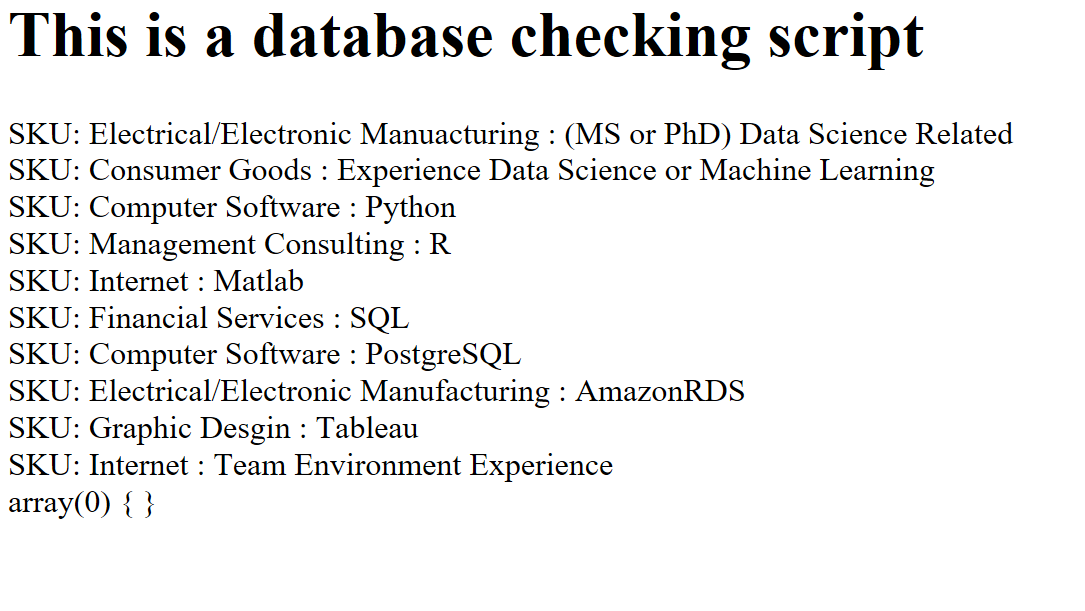 This is a database checking script
SKU: Electrical/Electronic Manuacturing : (MS or PhD) Data Science Related
SKU: Consumer Goods : Experience Data Science or Machine Learning
SKU: Computer Software : Python
SKU: Management Consulting : R
SKU: Internet : Matlab
SKU: Financial Services : SQL
SKU: Computer Software : PostgreSQL
SKU: Electrical/Electronic Manufacturing : AmazonRDS
SKU: Graphic Desgin : Tableau
SKU: Internet : Team Environment Experience
array(0) { }